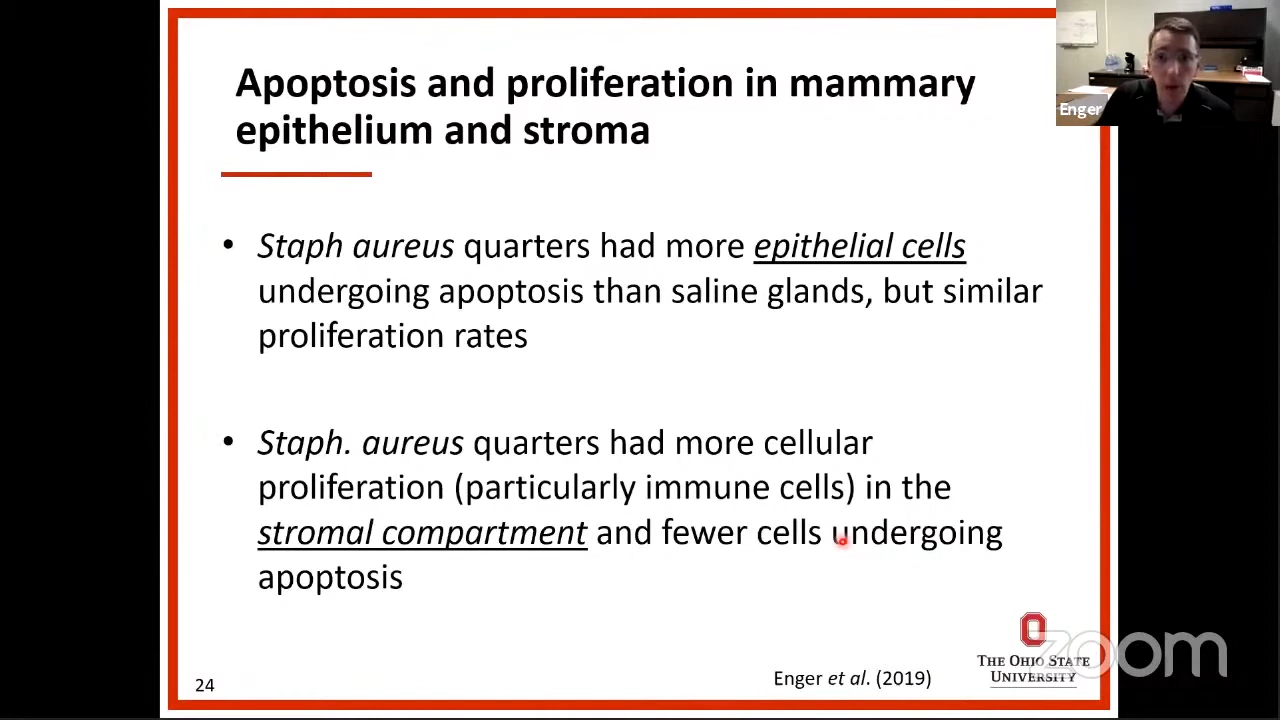 Apoptosis and proliferation in mammary
epithelium and stroma
Enger
• Staph aureus quarters had more epithelial cells
undergoing apoptosis than saline glands, but similar
proliferation rates
• Staph. aureus quarters had more cellular
proliferation (particularly immune cells) in the
stromal compartment and fewer cells undergoing
apoptosis
THE OHIO STATE
UNIVERSITY
zoom
Enger et al. (2019)
24